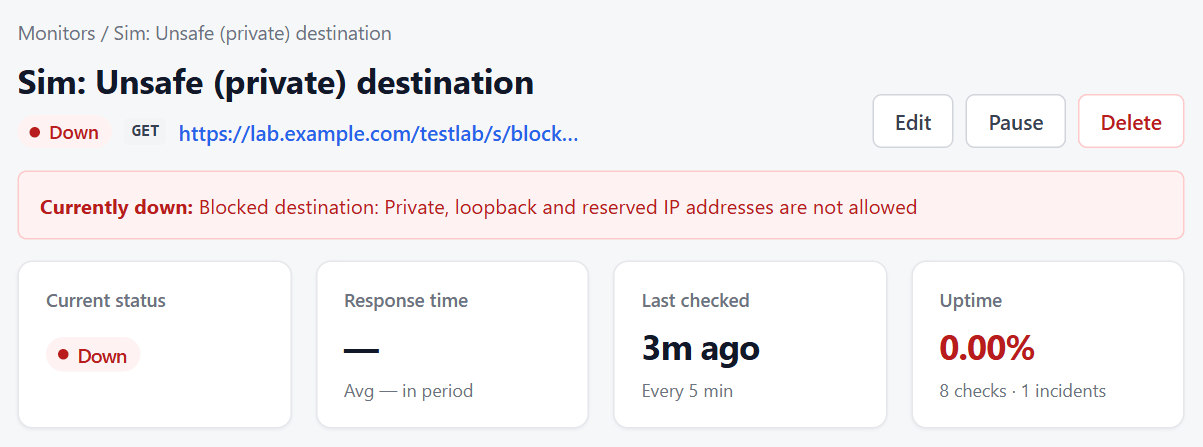 Monitors / Sim: Unsafe (private) destination
Sim: Unsafe (private) destination
Down GET https://lab.example.com/testlab/s/block...
Edit Pause Delete
Currently down: Blocked destination: Private, loopback and reserved IP addresses are not allowed
Current status
Down
Response time
—
Avg — in period
Last checked
3m ago
Every 5 min
Uptime
0.00%
8 checks · 1 incidents